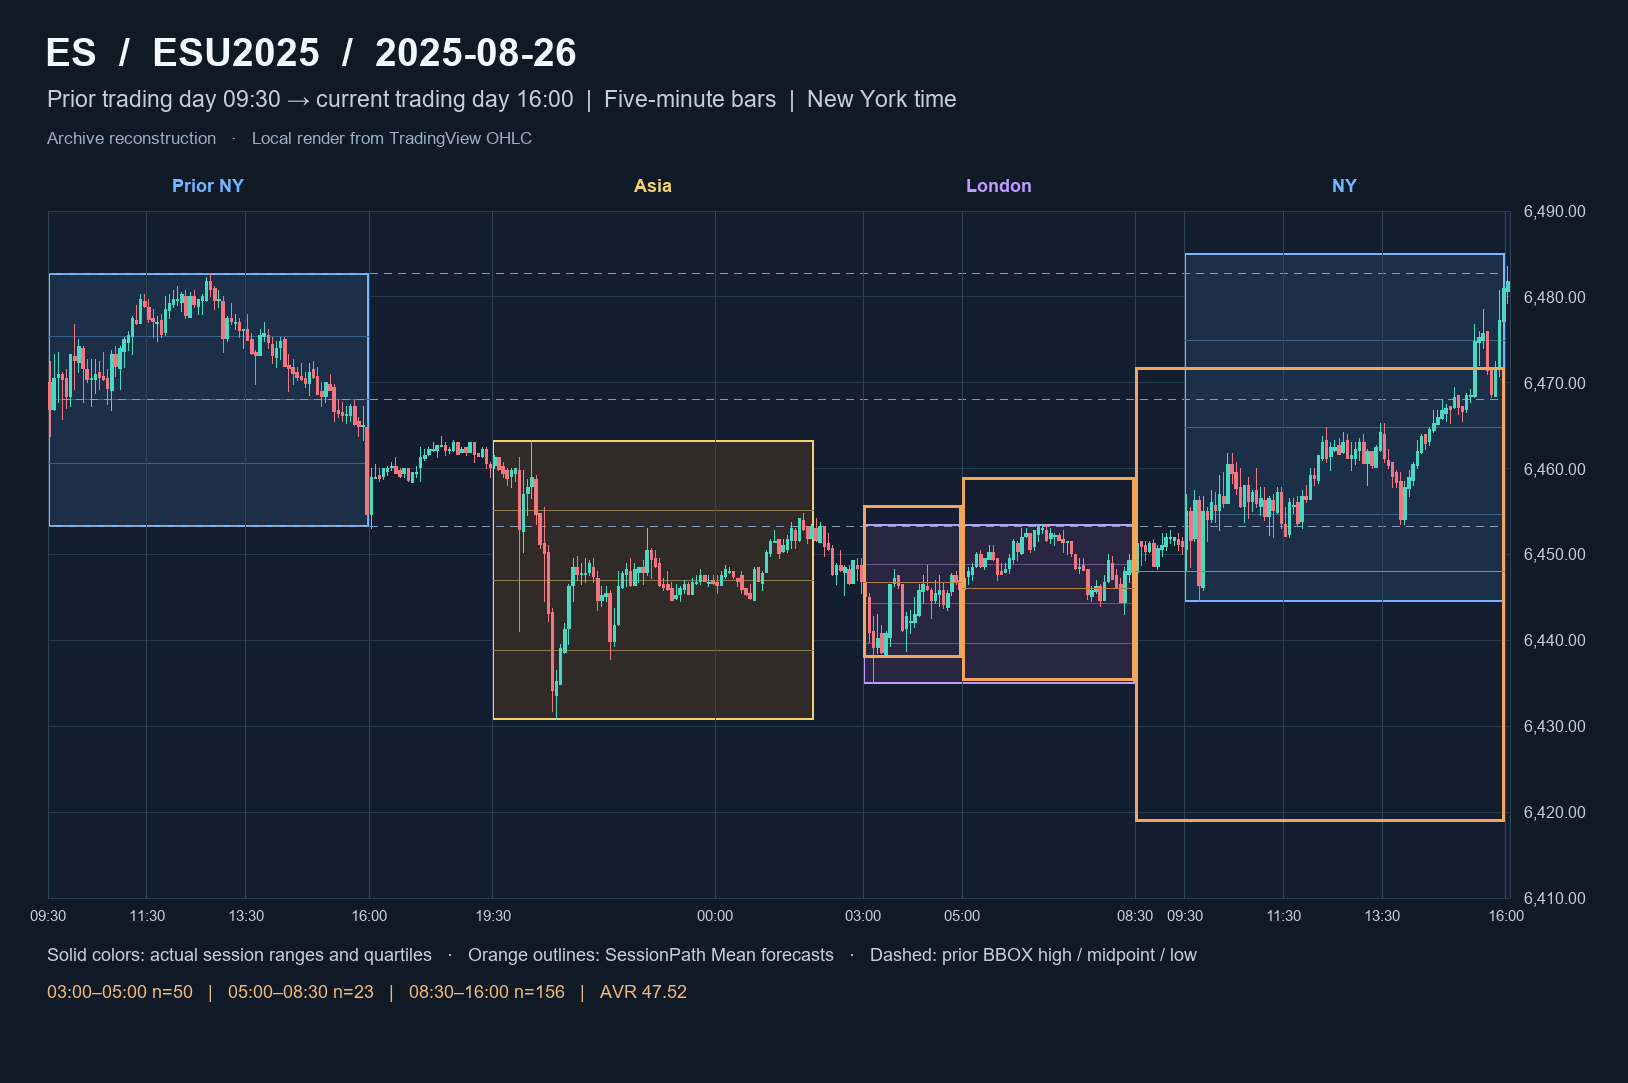 ES / ESU2025 / 2025-08-26
Prior trading day 09:30 → current trading day 16:00 | Five-minute bars | New York time
Archive reconstruction · Local render from TradingView OHLC
Prior NY Asia London NY
6,490.00
6,480.00
6,470.00
6,460.00
6,450.00
6,440.00
6,430.00
6,420.00
6,410.00
09:30 11:30 13:30 16:00 19:30 00:00 03:00 05:00 08:30 09:30 11:30 13:30 16:00
Solid colors: actual session ranges and quartiles · Orange outlines: SessionPath Mean forecasts · Dashed: prior BBOX high / midpoint / low
03:00–05:00 n=50 | 05:00–08:30 n=23 | 08:30–16:00 n=156 | AVR 47.52